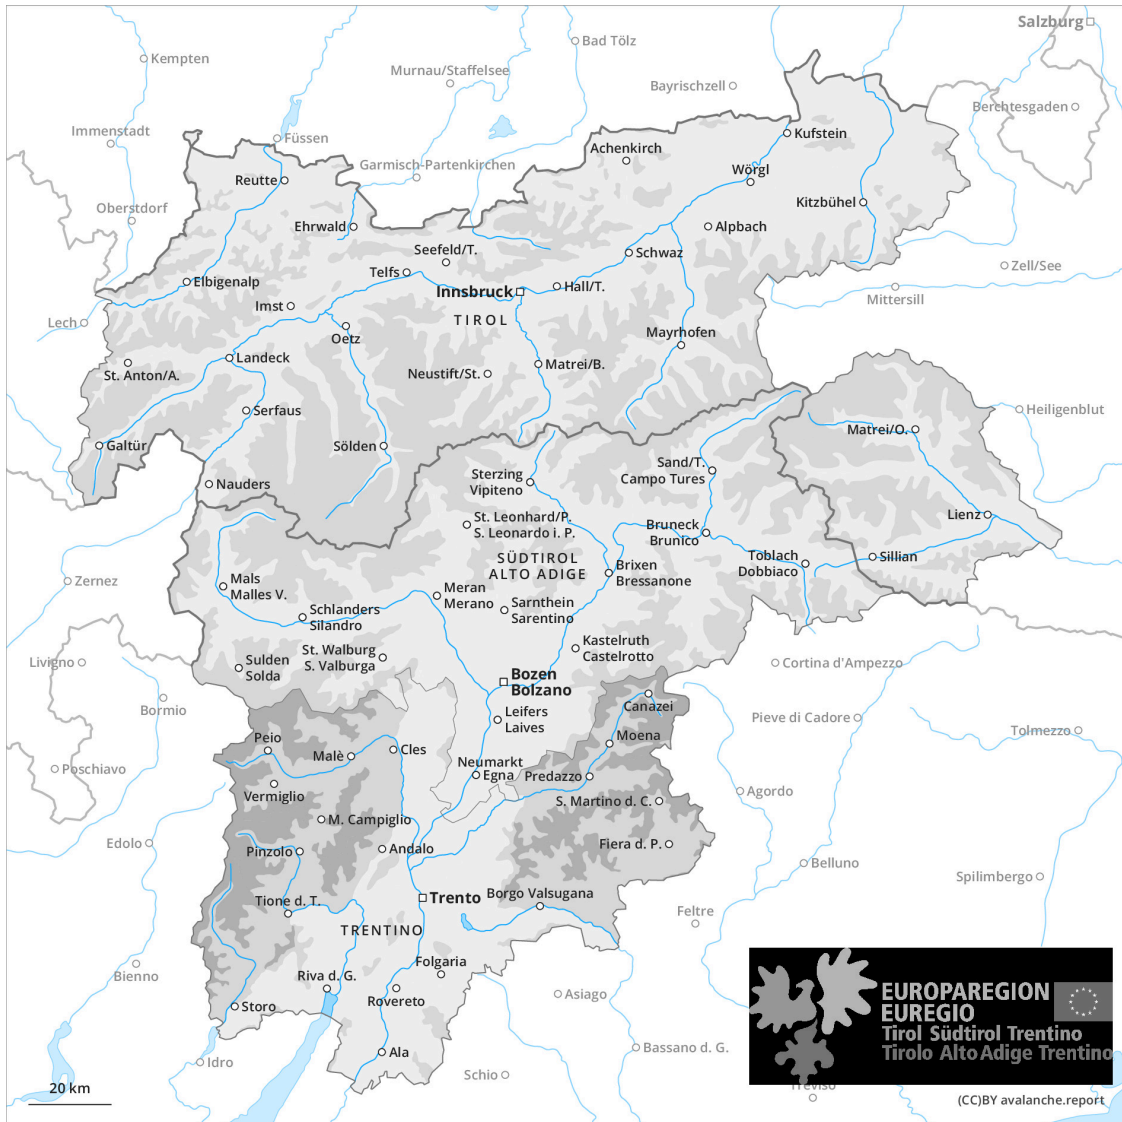 Salzburg
Bad Tölz
Kempten
Murnau/Staffelsee
Bayrischzell
Berchtesgaden
Immenstadt
Füssen
Kufstein
Achenkirch
Garmisch-Partenkirchen
Wörgl
Reutte
Kitzbühel
Oberstdorf
Ehrwald
Alpbach
Seefeld/T.
Schwaz
Telfs
Zell/See
Elbigenalp
Innsbruck
Hall/T.
Mittersill
Imst
TIROL
Lech
Oetz
Mayrhofen
Landeck
Matrei/B.
St. Anton/A.
Neustift/St.
Serfaus
Heiligenblut
Matrei/O.
Galtür
Sölden
Sand/T.
Campo Tures
Sterzing
Vipiteno
Nauders
St. Leonhard/P.
S. Leonardo i. P.
Lienz
Bruneck
Brunico
SÜDTIROL
ALTO ADIGE
Toblach
Dobbiaco
Sillian
Brixen
Bressanone
Zernez
Mals
Malles V.
Meran
Merano
Sarnthein
Sarentino
Schlanders
Silandro
Kastelruth
Castelrotto
St. Walburg
S. Valburga
Livigno
Sulden
Solda
Cortina d'Ampezzo
Bozen
Bolzano
Bormio
Canazei
Leifers
Laives
Pieve di Cadore
Tolmezzo
Peio
Moena
Malè
Cles
Neumarkt
Egna
Predazzo
Poschiavo
Vermiglio
Agordo
S. Martino d. C.
M. Campiglio
Edolo
Fiera d. P.
Pinzolo
Andalo
Belluno
Spilimbergo
Borgo Valsugana
Trento
Tione d. T.
Feltre
TRENTINO
Folgaria
Bienno
Riva d. G.
Asiago
Rovereto
Storo
EUROPAREGION
EUREGIO
Tirol Südtirol Trentino
Tirolo Alto Adige Trentino
Ala
Bassano d. G.
Idro
Schio
Treviso
20 km
(CC)BY avalanche.report